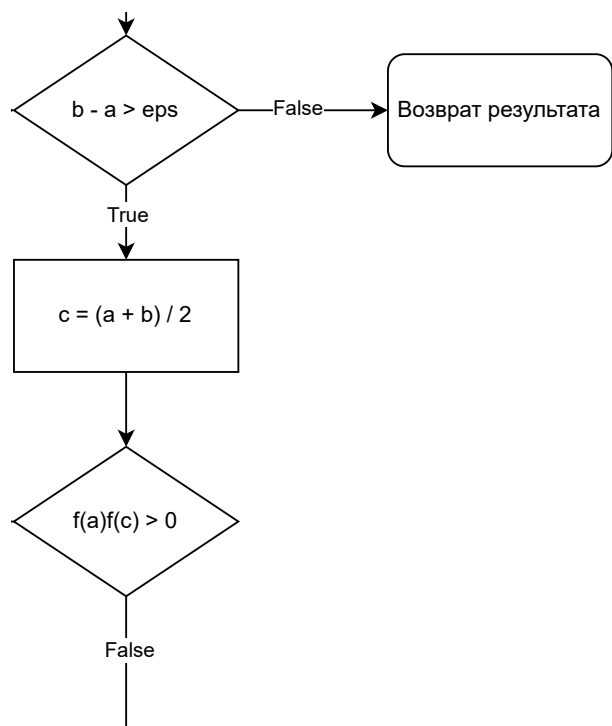 b - a > eps
False
Возврат результата
True
c = (a + b) / 2
f(a)f(c) > 0
False